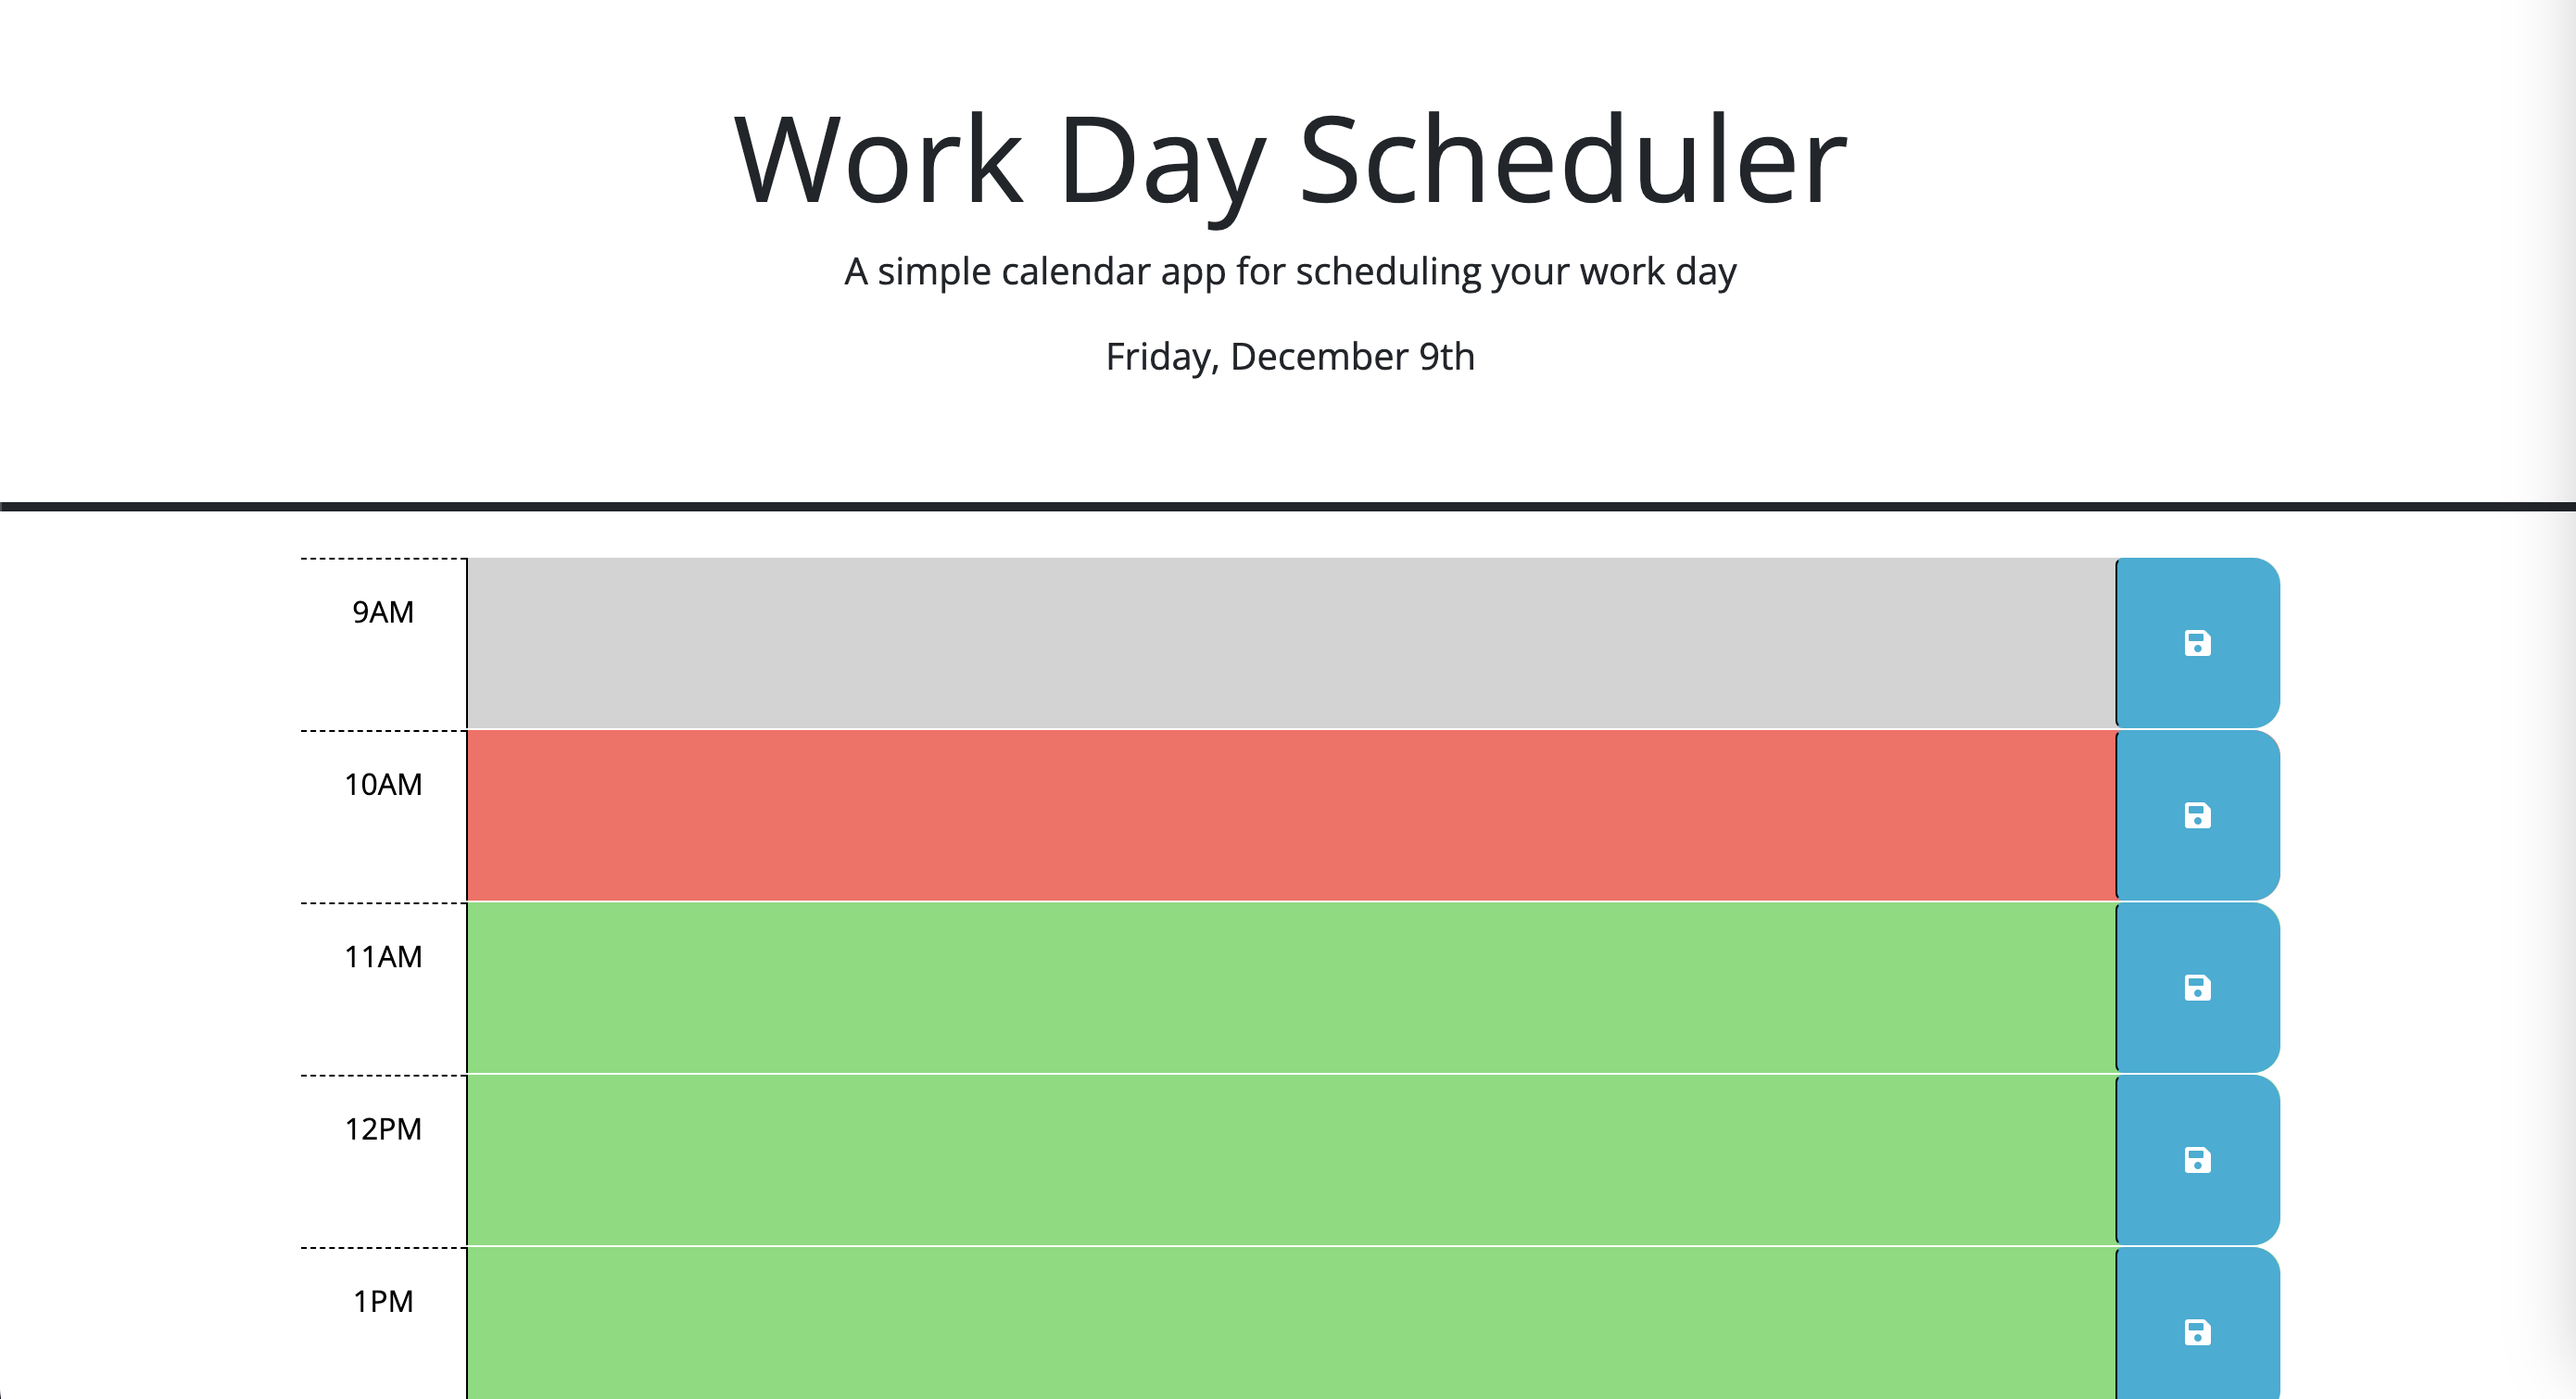 Work Day Scheduler
A simple calendar app for scheduling your work day
Friday, December 9th
9AM
10AM
11AM
12PM
1PM